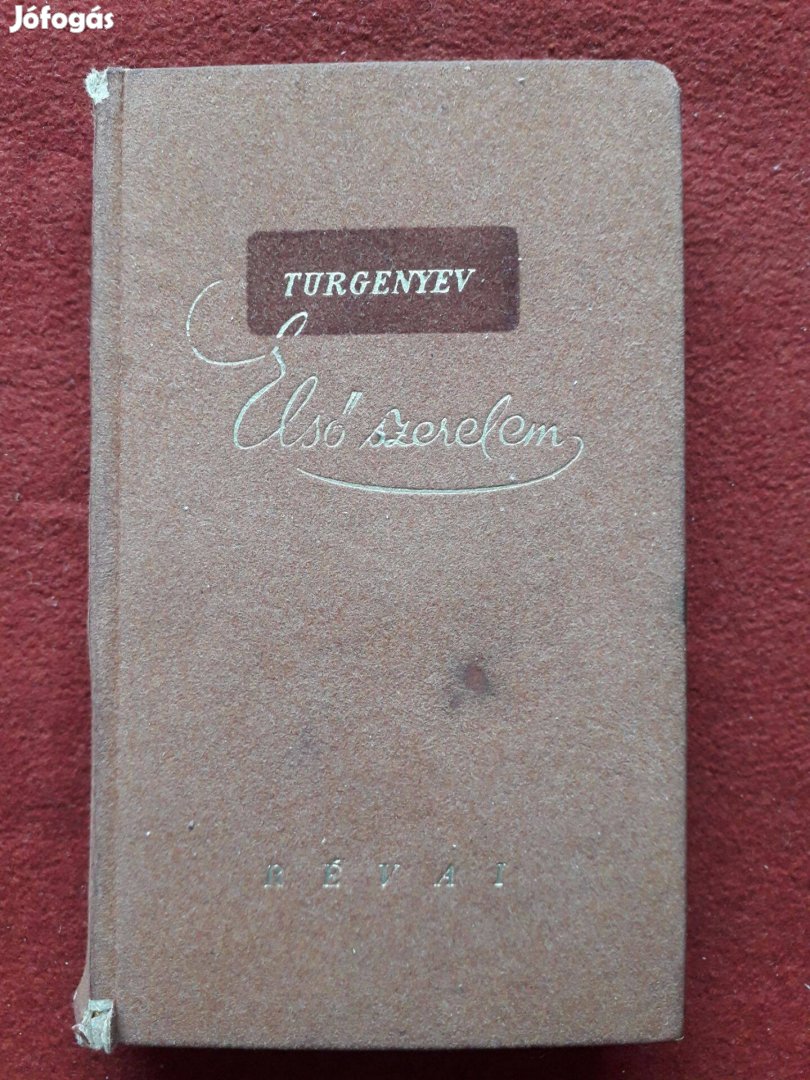 Jófogás
TURGENYEV
Első szerelem
RÉVAI